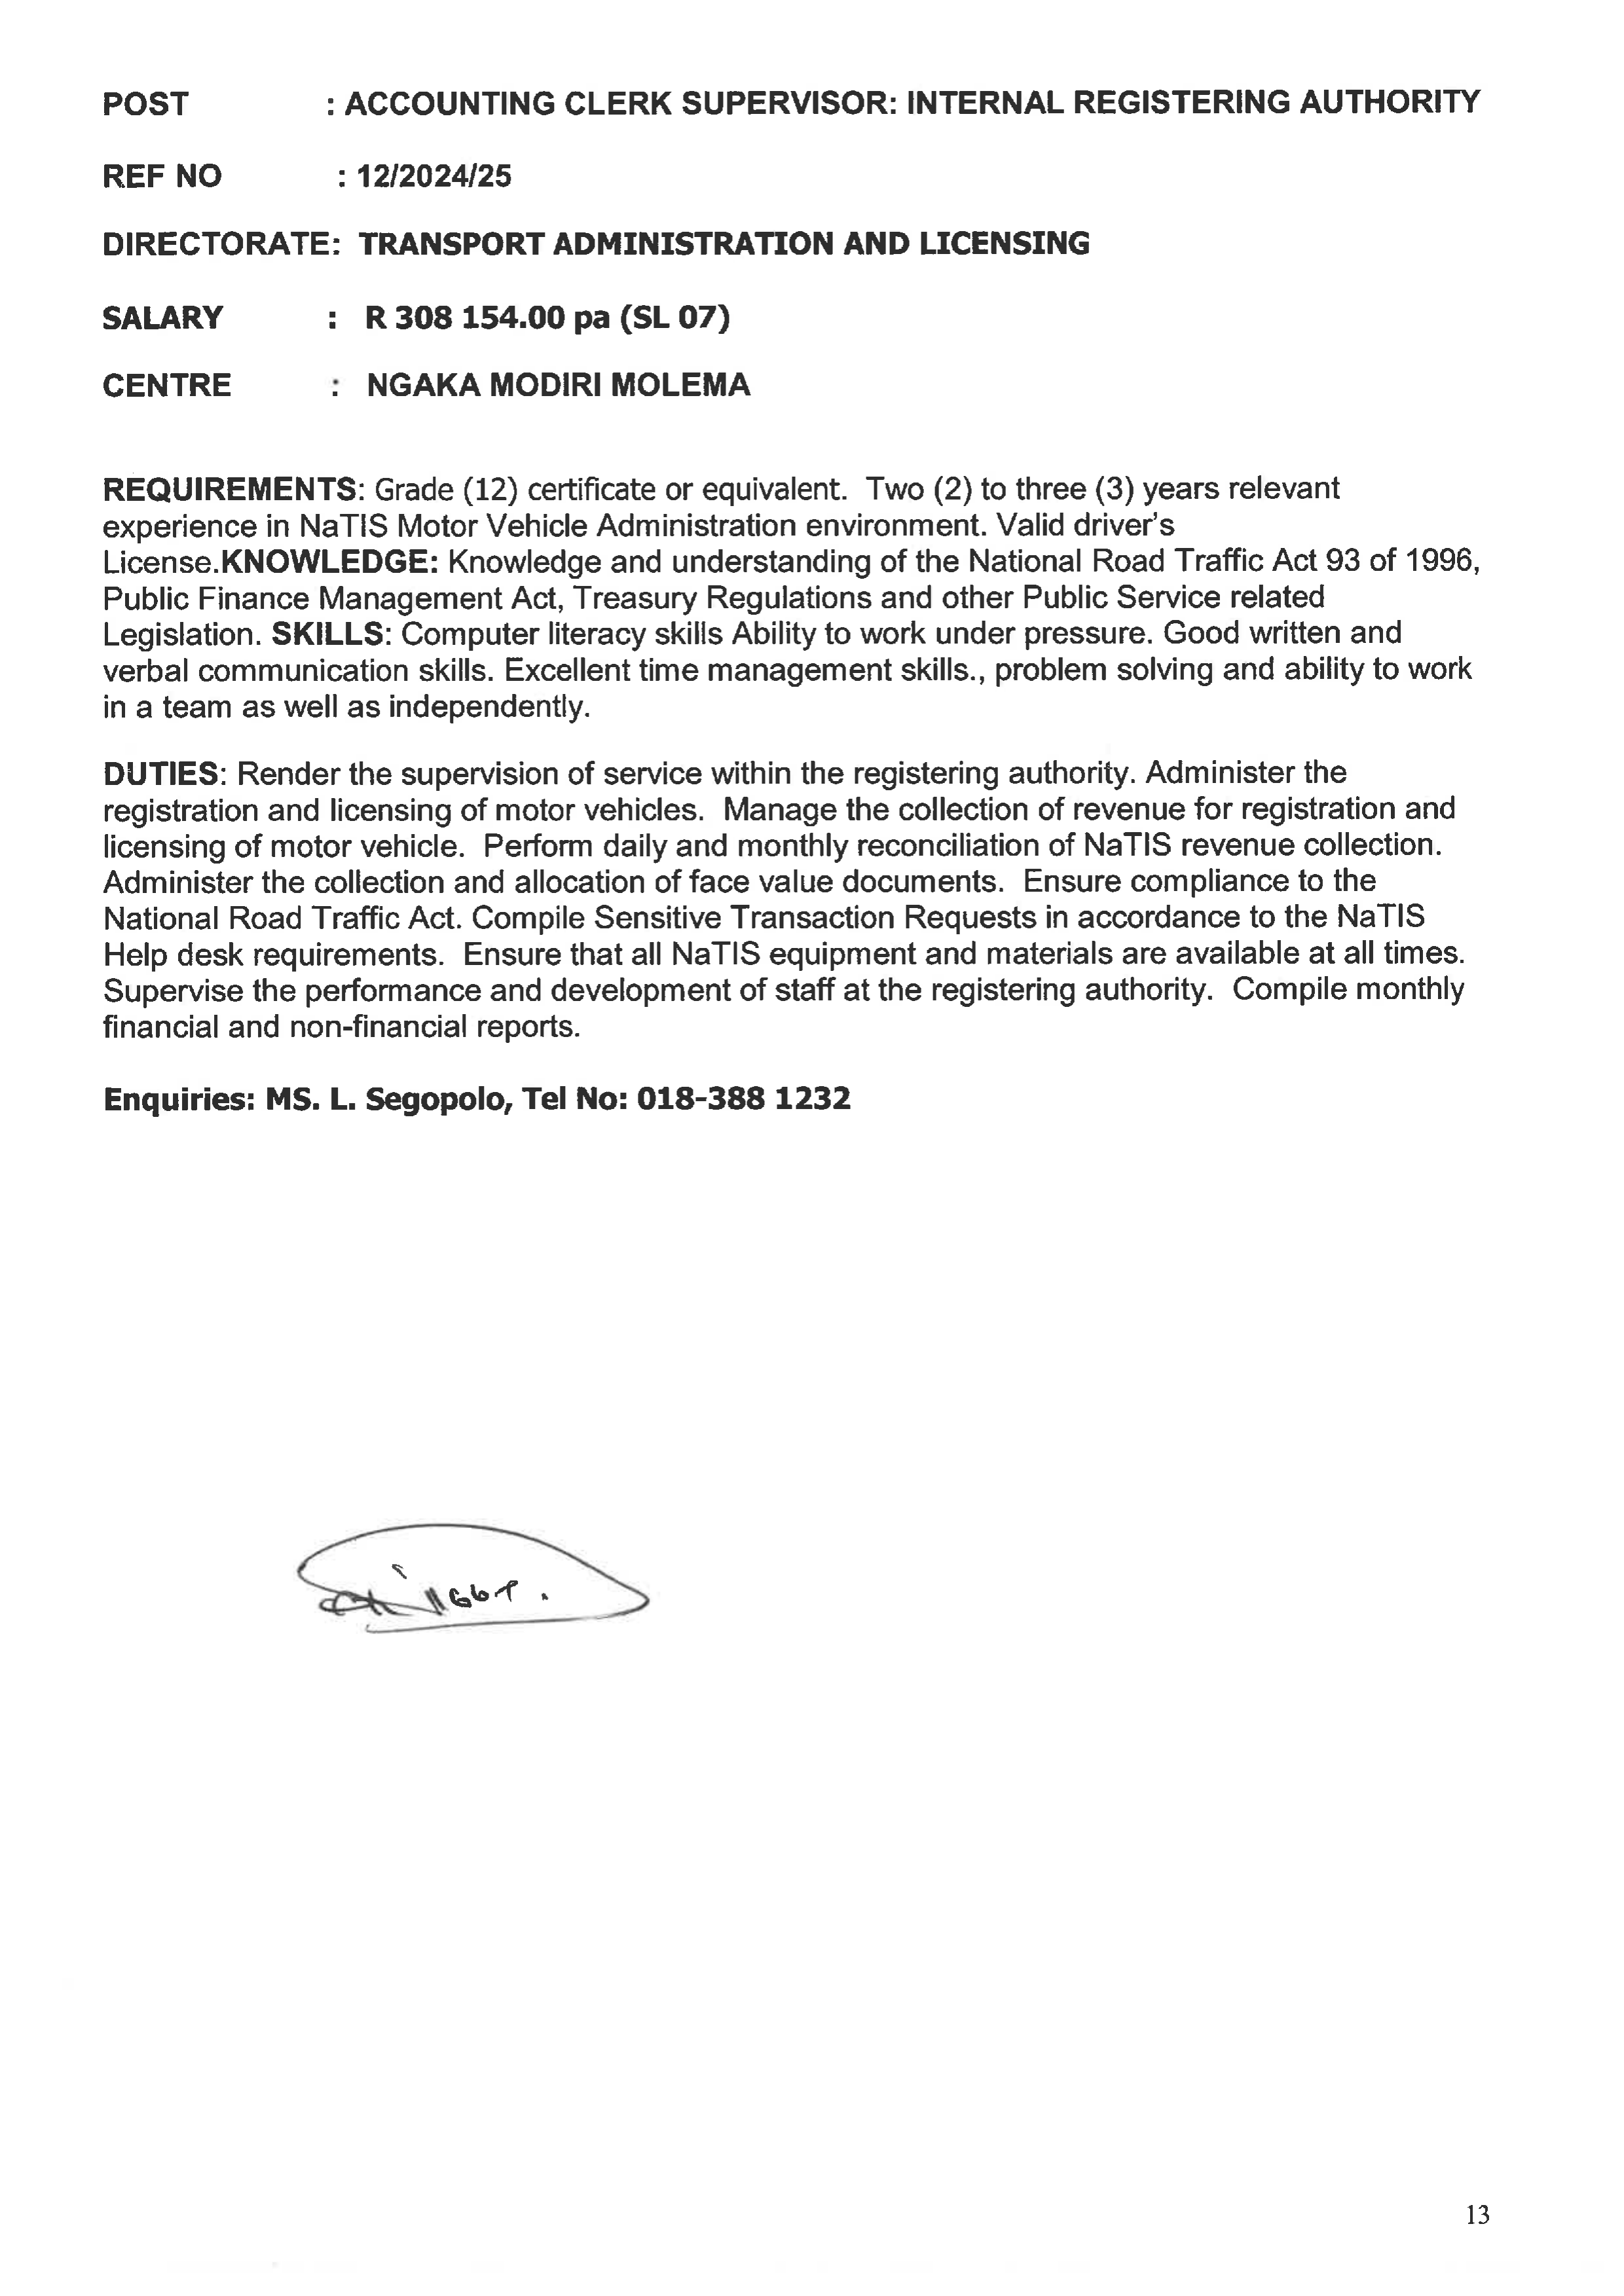 POST : ACCOUNTING CLERK SUPERVISOR: INTERNAL REGISTERING AUTHORITY
REF NO : 12/2024/25
DIRECTORATE: TRANSPORT ADMINISTRATION AND LICENSING
SALARY : R 308 154.00 pa (SL 07)
CENTRE : NGAKA MODIRI MOLEMA
REQUIREMENTS: Grade (12) certificate or equivalent. Two (2) to three (3) years relevant
experience in NaTIS Motor Vehicle Administration environment. Valid driver's
License.KNOWLEDGE: Knowledge and understanding of the National Road Traffic Act 93 of 1996,
Public Finance Management Act, Treasury Regulations and other Public Service related
Legislation. SKILLS: Computer literacy skills Ability to work under pressure. Good written and
verbal communication skills. Excellent time management skills., problem solving and ability to work
in a team as well as independently.
DUTIES: Render the supervision of service within the registering authority. Administer the
registration and licensing of motor vehicles. Manage the collection of revenue for registration and
licensing of motor vehicle. Perform daily and monthly reconciliation of NaTIS revenue collection.
Administer the collection and allocation of face value documents. Ensure compliance to the
National Road Traffic Act. Compile Sensitive Transaction Requests in accordance to the NaTIS
Help desk requirements. Ensure that all NaTIS equipment and materials are available at all times.
Supervise the performance and development of staff at the registering authority. Compile monthly
financial and non-financial reports.
Enquiries: MS. L. Segopolo, Tel No: 018-388 1232
13